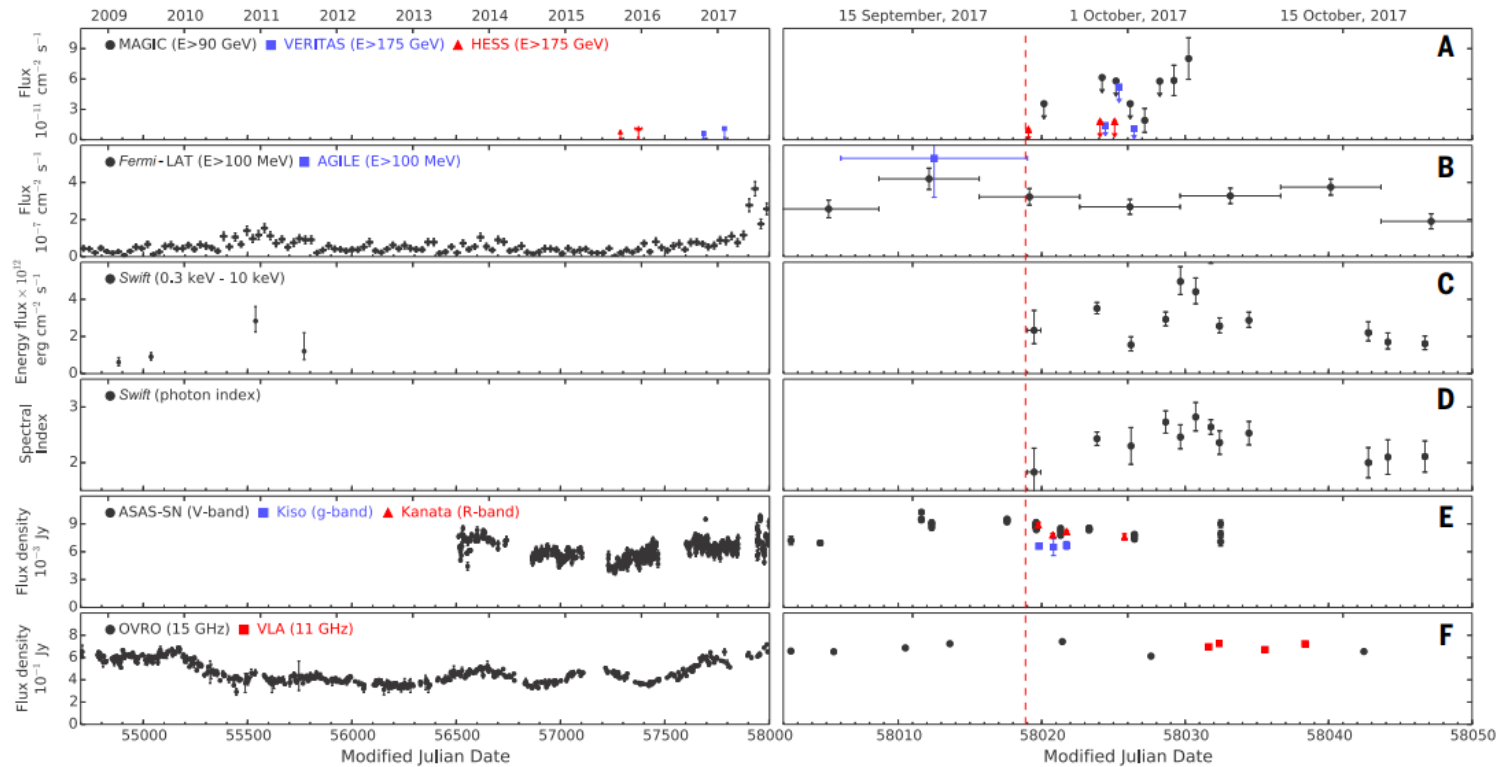 2009 2010 2011 2012 2013 2014 2015 2016 2017 15 September, 2017 1 October, 2017 15 October, 2017
Flux
10⁻¹¹ cm⁻² s⁻¹
9
6
3
0
MAGIC (E>90 GeV) VERITAS (E>175 GeV) HESS (E>175 GeV)
A
Flux
10⁻⁷ cm⁻² s⁻¹
4
2
0
Fermi-LAT (E>100 MeV) AGILE (E>100 MeV)
B
Energy flux × 10¹²
erg cm⁻² s⁻¹
4
2
0
Swift (0.3 keV - 10 keV)
C
Spectral
Index
3
2
Swift (photon index)
D
Flux density
10⁻³ Jy
9
6
3
0
ASAS-SN (V-band) Kiso (g-band) Kanata (R-band)
E
Flux density
10⁻¹ Jy
8
6
4
2
0
OVRO (15 GHz) VLA (11 GHz)
F
55000 55500 56000 56500 57000 57500 58000 58010 58020 58030 58040 58050
Modified Julian Date Modified Julian Date